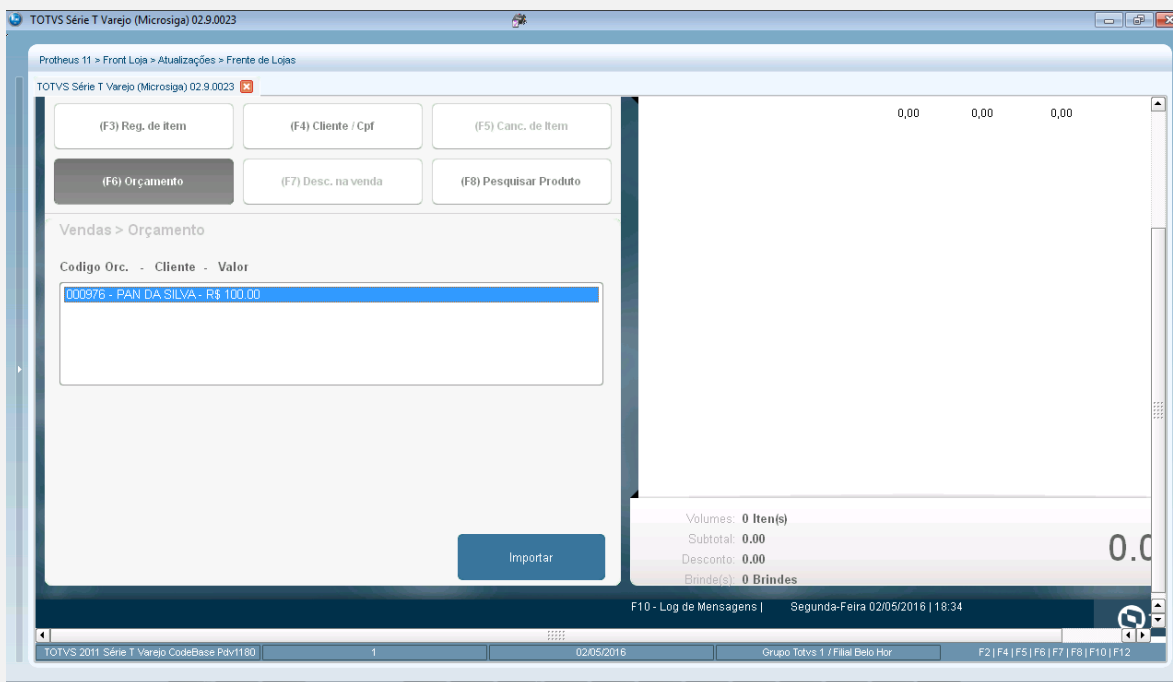 TOTVS Série T Varejo (Microsiga) 02.9.0023
Protheus 11 > Front Loja > Atualizações > Frente de Lojas
TOTVS Série T Varejo (Microsiga) 02.9.0023
(F3) Reg. de item
(F4) Cliente / Cpf
(F5) Canc. de Item
0,00 0,00 0,00
(F6) Orçamento
(F7) Desc. na venda
(F8) Pesquisar Produto
Vendas > Orçamento
Codigo Orc. - Cliente - Valor
000976 - PAN DA SILVA - R$ 100.00
Importar
Volumes: 0 Iten(s)
Subtotal: 0.00
Desconto: 0.00
Brinde(s): 0 Brindes
0.0
F10 - Log de Mensagens | Segunda-Feira 02/05/2016 | 18:34
TOTVS 2011 Série T Varejo CodeBase Pdv1180 1 02/05/2016 Grupo Totvs 1 / Filial Belo Hor F2 | F4 | F5 | F6 | F7 | F8 | F10 | F12